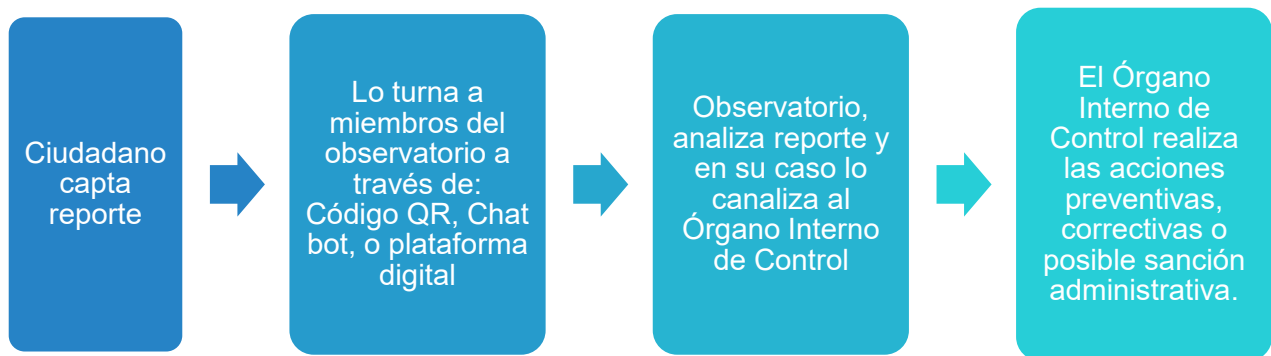 Ciudadano
capta
reporte
Lo turna a
miembros del
observatorio a
través de:
Código QR, Chat
bot, o plataforma
digital
Observatorio,
analiza reporte y
en su caso lo
canaliza al
Órgano Interno
de Control
El Órgano
Interno de
Control realiza
las acciones
preventivas,
correctivas o
posible sanción
administrativa.